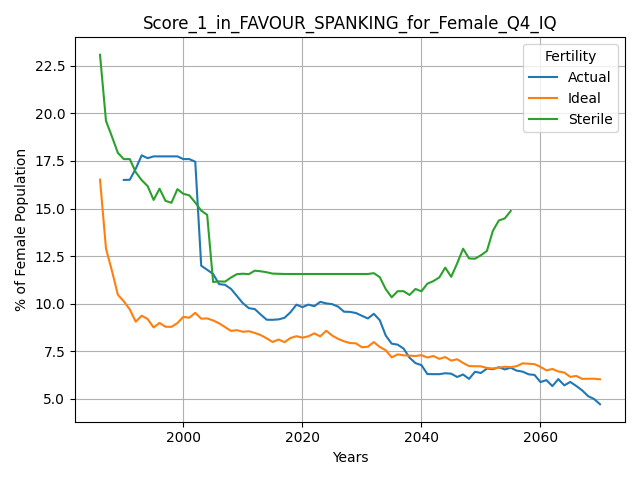 Score_1_in_FAVOUR_SPANKING_for_Female_Q4_IQ
Fertility
Actual
Ideal
Sterile
% of Female Population
22.5
20.0
17.5
15.0
12.5
10.0
7.5
5.0
2000
2020
2040
2060
Years